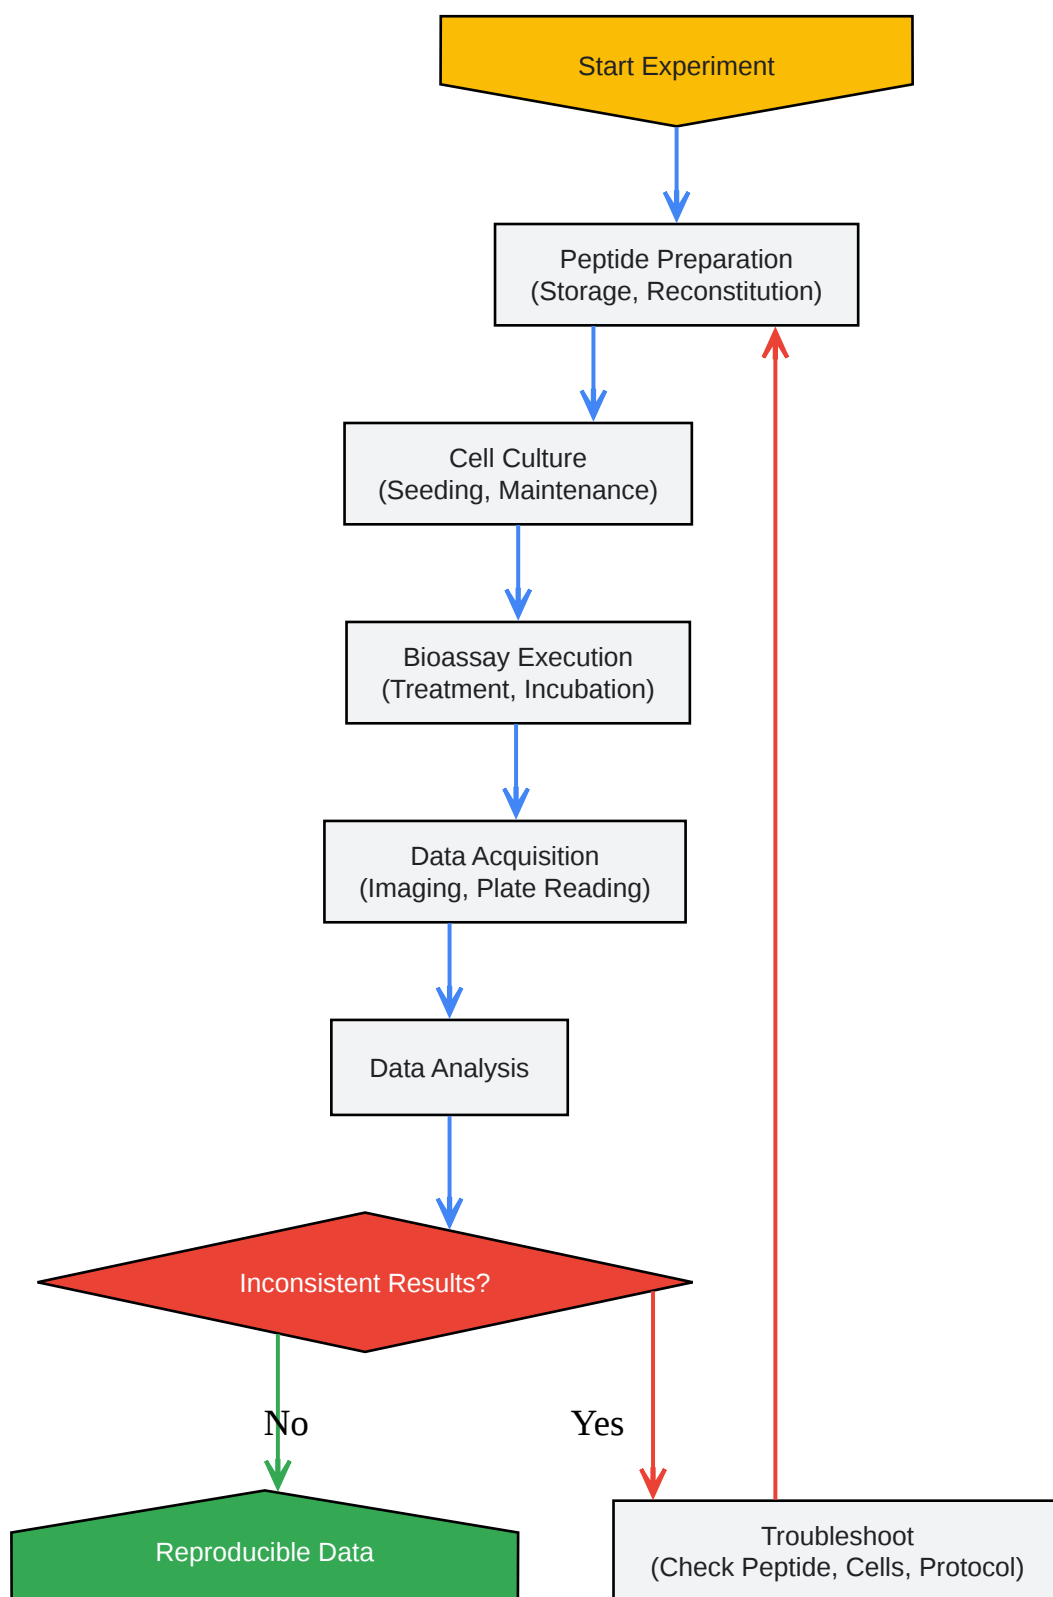 Start Experiment
Peptide Preparation
(Storage, Reconstitution)
Cell Culture
(Seeding, Maintenance)
Bioassay Execution
(Treatment, Incubation)
Data Acquisition
(Imaging, Plate Reading)
Data Analysis
Inconsistent Results?
No
Yes
Reproducible Data
Troubleshoot
(Check Peptide, Cells, Protocol)